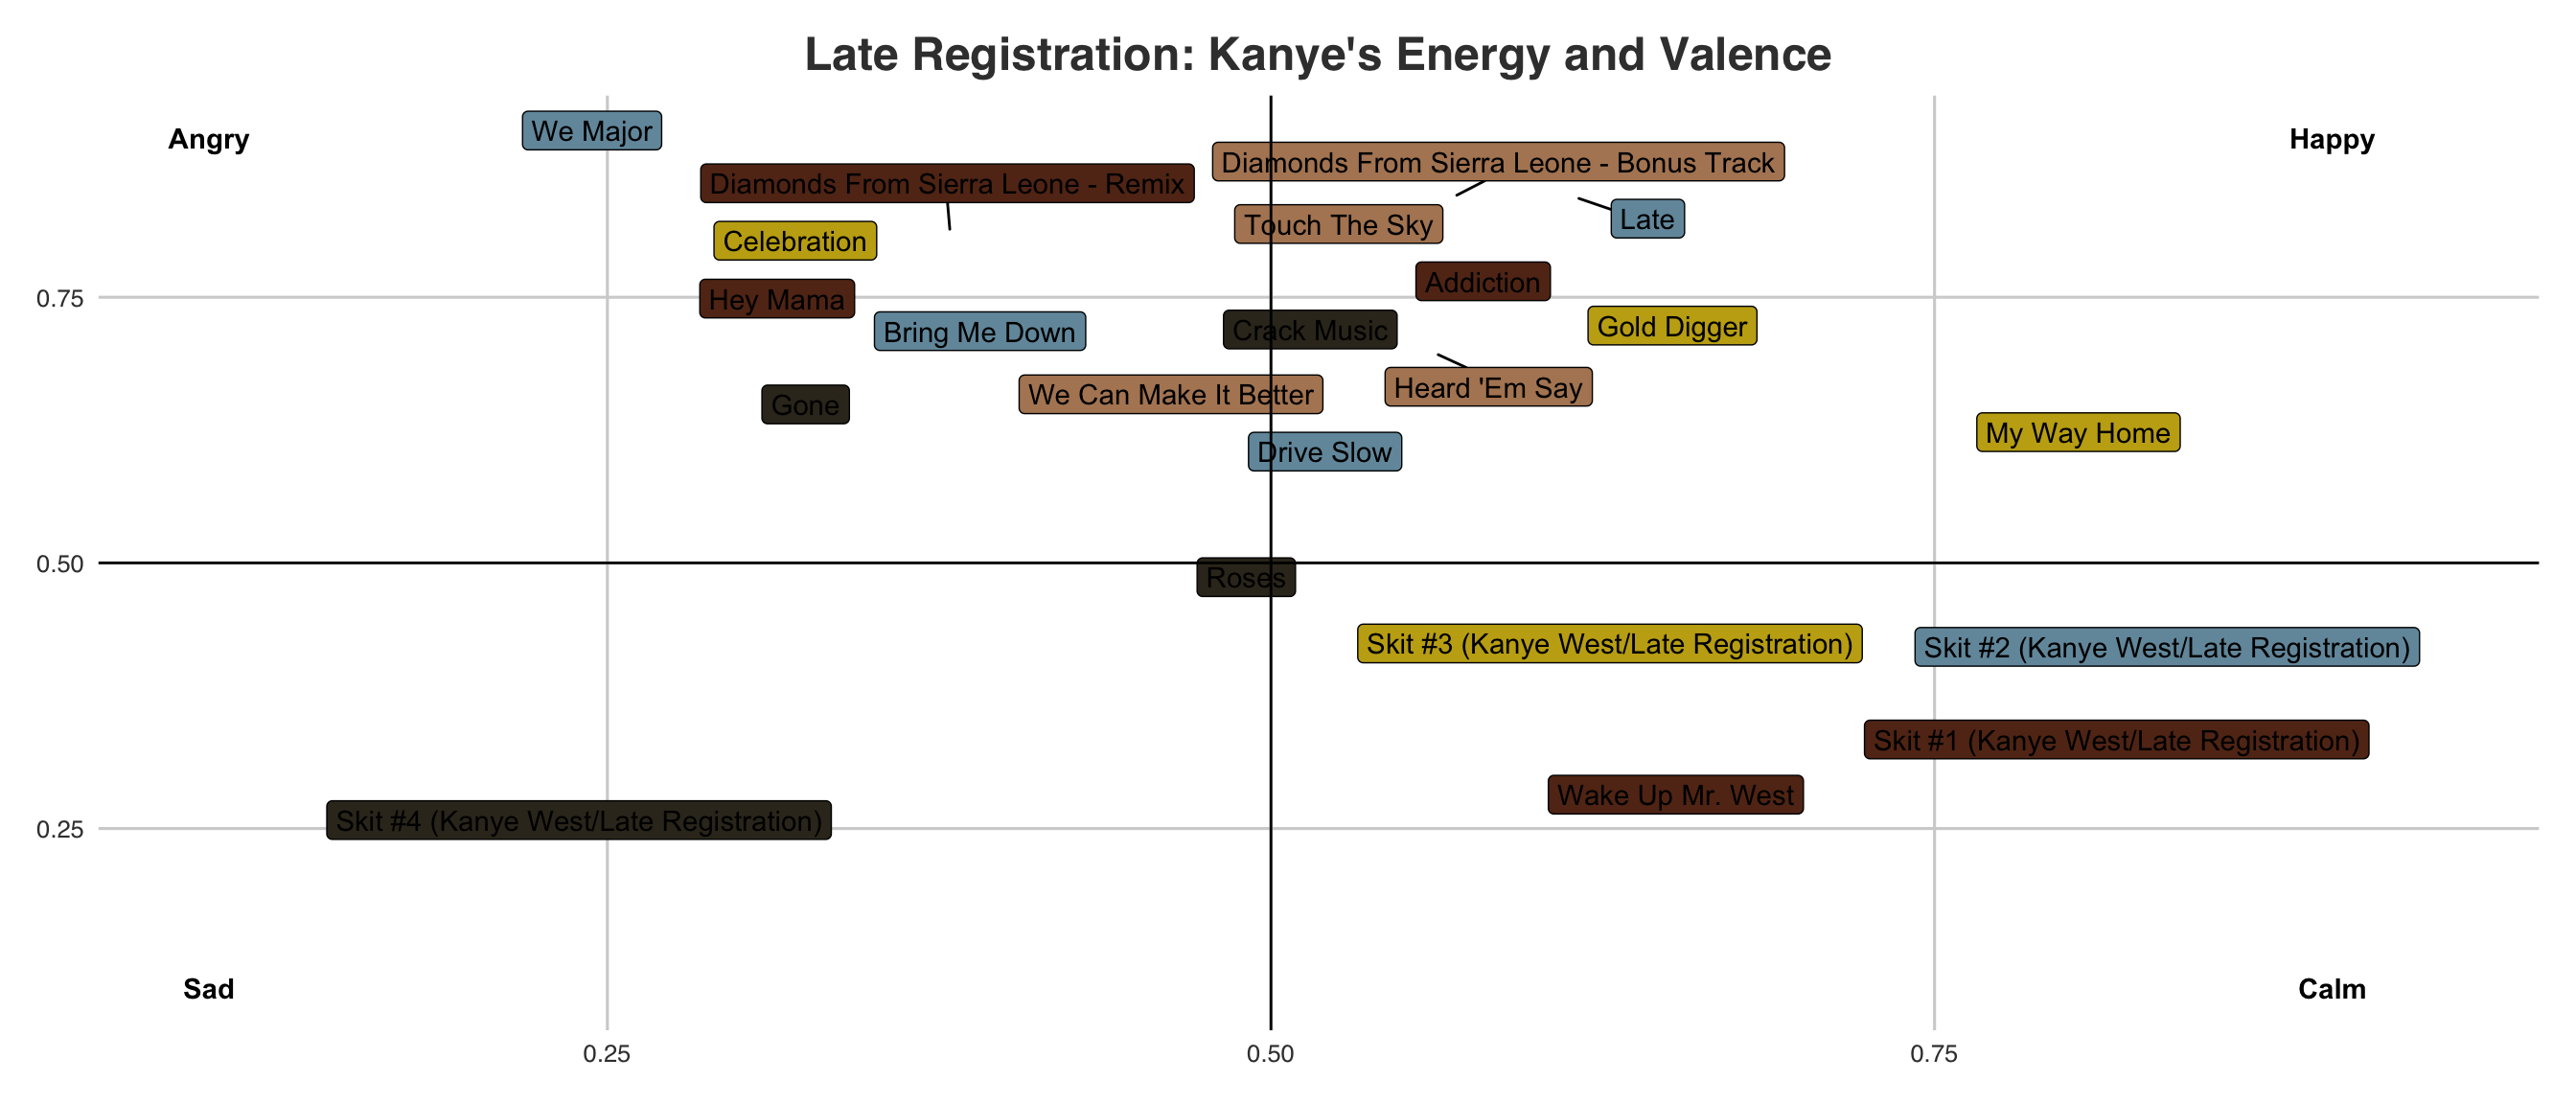 Late Registration: Kanye's Energy and Valence
We Major
Angry
Happy
Diamonds From Sierra Leone - Bonus Track
Diamonds From Sierra Leone - Remix
Late
Touch The Sky
Celebration
Addiction
0.75
Hey Mama
Gold Digger
Crack Music
Bring Me Down
Heard 'Em Say
We Can Make It Better
Gone
My Way Home
Drive Slow
0.50
Roses
Skit #3 (Kanye West/Late Registration)
Skit #2 (Kanye West/Late Registration)
Skit #1 (Kanye West/Late Registration)
Wake Up Mr. West
Skit #4 (Kanye West/Late Registration)
0.25
Sad
Calm
0.25
0.50
0.75